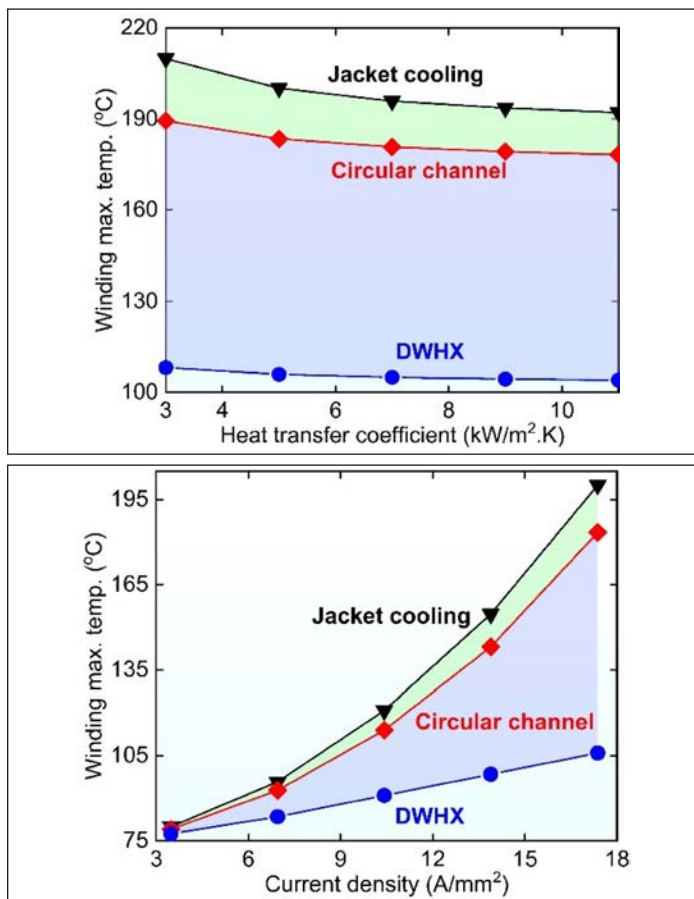 220
190
160
130
100
Winding max. temp. (°C)
Jacket cooling
Circular channel
DWHX
3 4 6 8 10
Heat transfer coefficient (kW/m².K)
195
165
135
105
75
Winding max. temp. (°C)
Jacket cooling
Circular channel
DWHX
3 6 9 12 15 18
Current density (A/mm²)